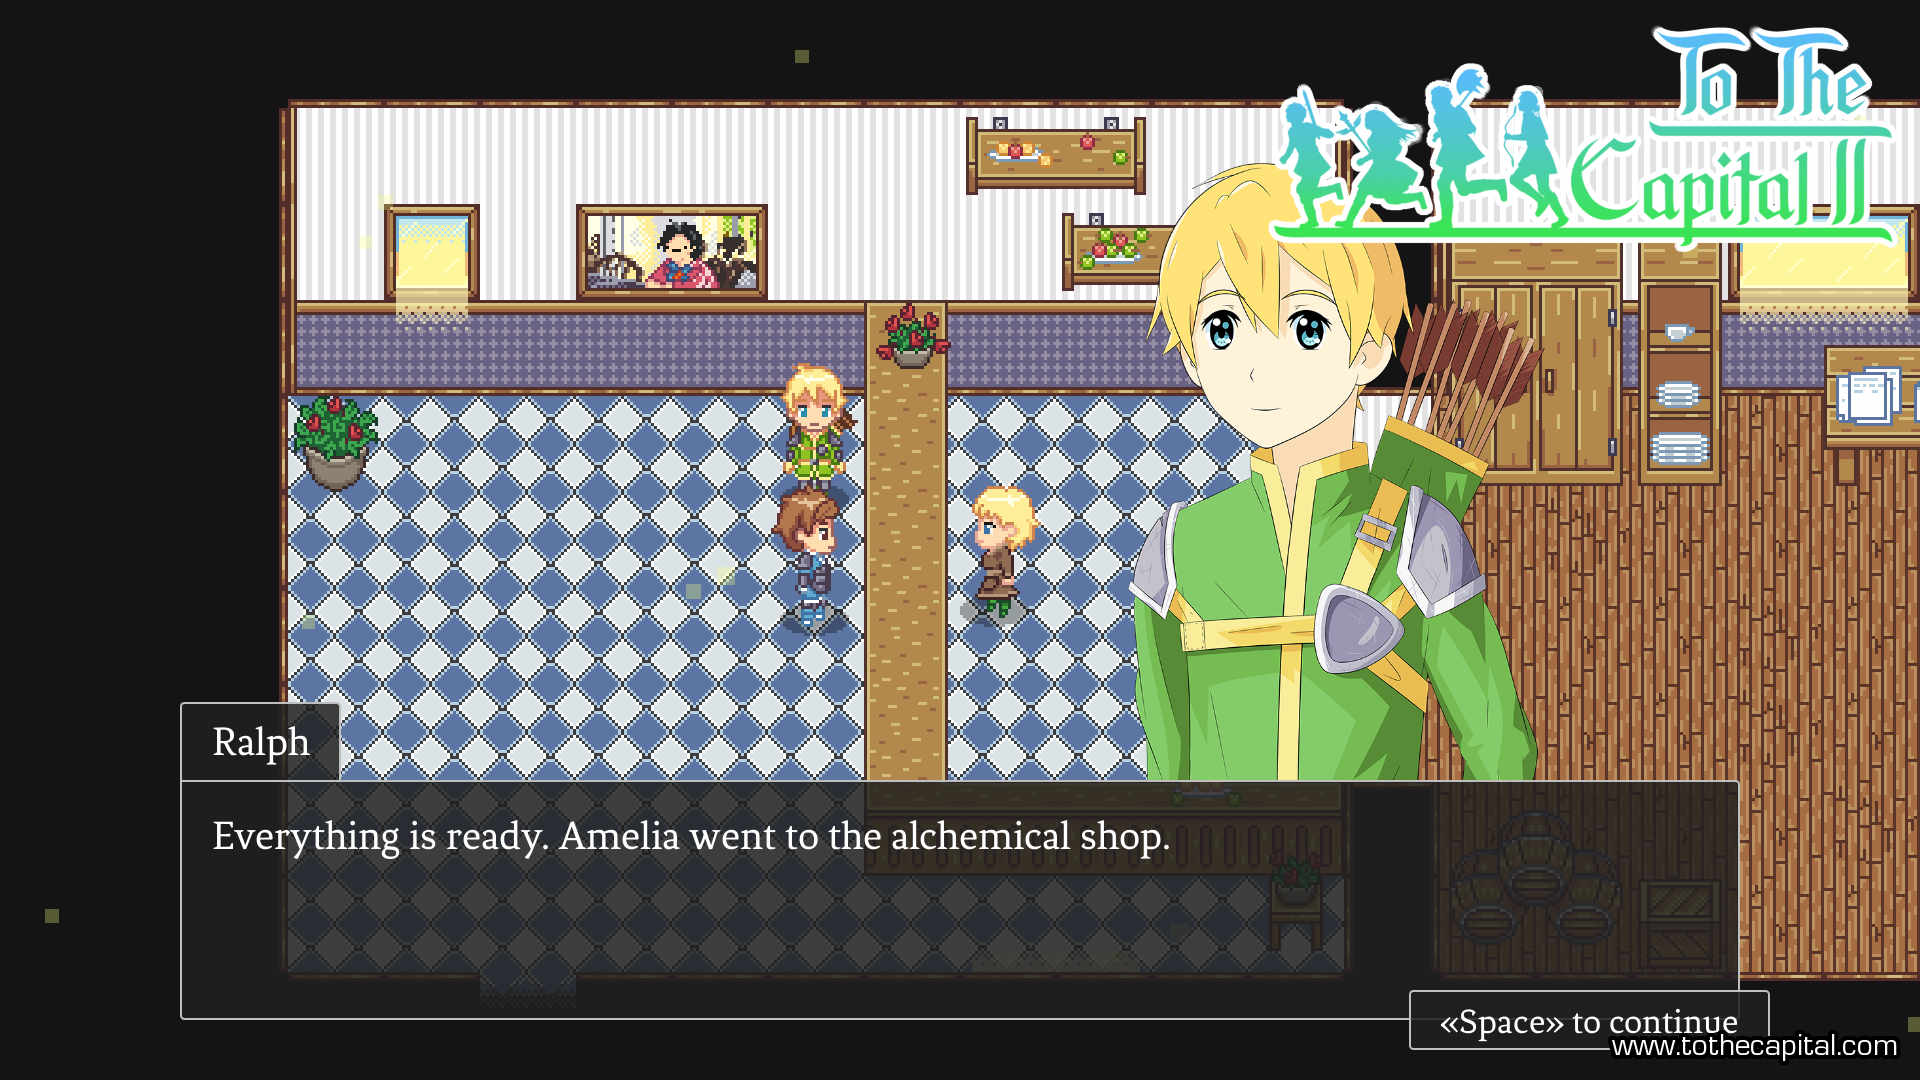 To The
Capital II
Ralph
Everything is ready. Amelia went to the alchemical shop.
«Space» to continue
www.tothecapital.com